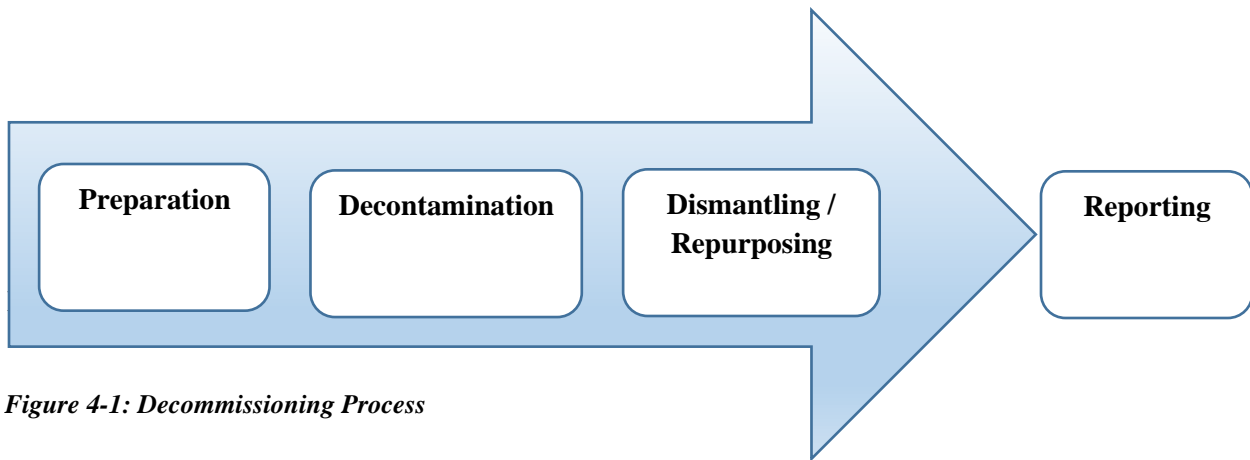 Preparation
Decontamination
Dismantling /
Repurposing
Reporting
Figure 4-1: Decommissioning Process